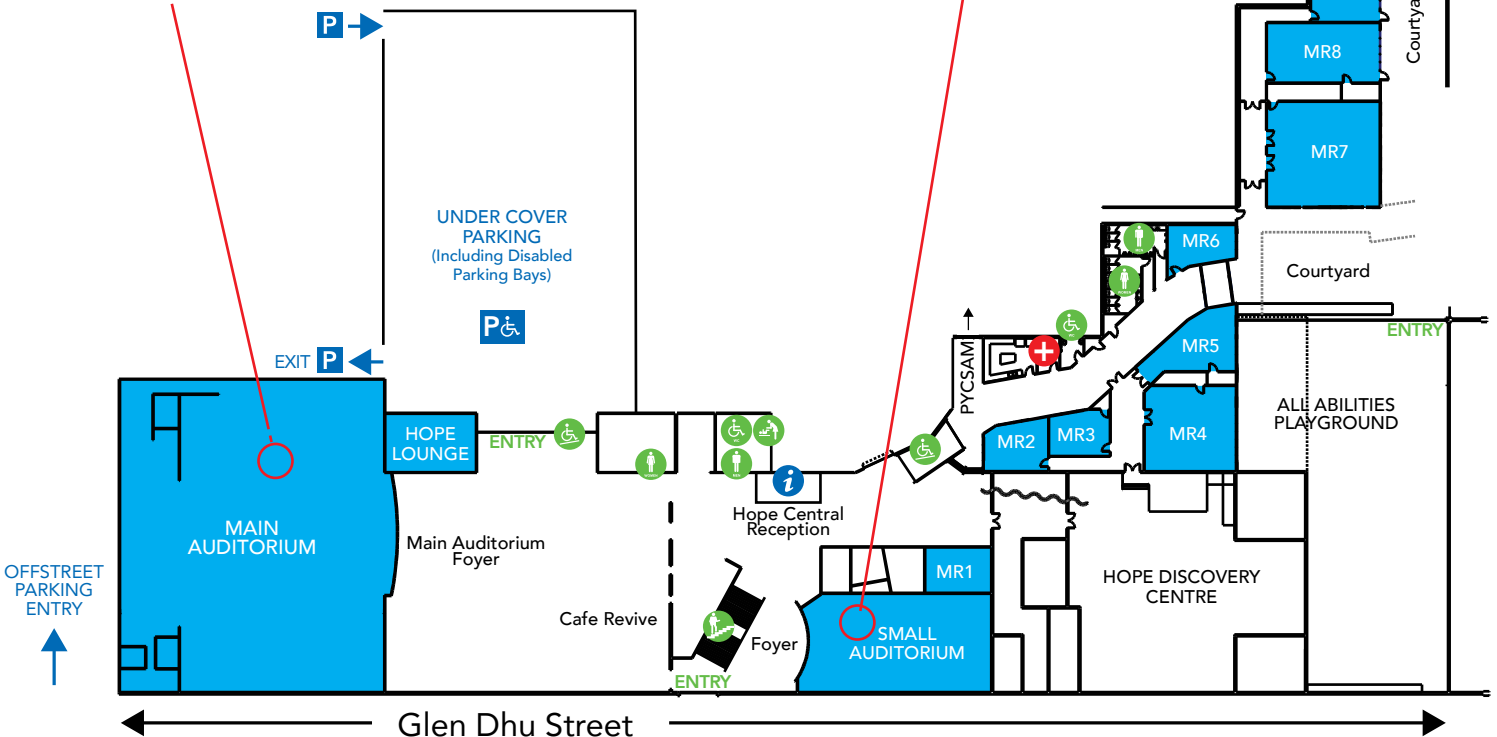 P
Courtya
MR8
MR7
UNDER COVER
PARKING
(Including Disabled
Parking Bays)
P
MR6
Courtyard
ENTRY
EXIT P
MR5
PYCSAM
ALL ABILITIES
PLAYGROUND
HOPE
LOUNGE
ENTRY
MR2
MR3
MR4
i
Hope Central
Reception
MAIN
AUDITORIUM
Main Auditorium
Foyer
OFFSTREET
PARKING
ENTRY
MR1
HOPE DISCOVERY
CENTRE
Cafe Revive
Foyer
SMALL
AUDITORIUM
ENTRY
Glen Dhu Street